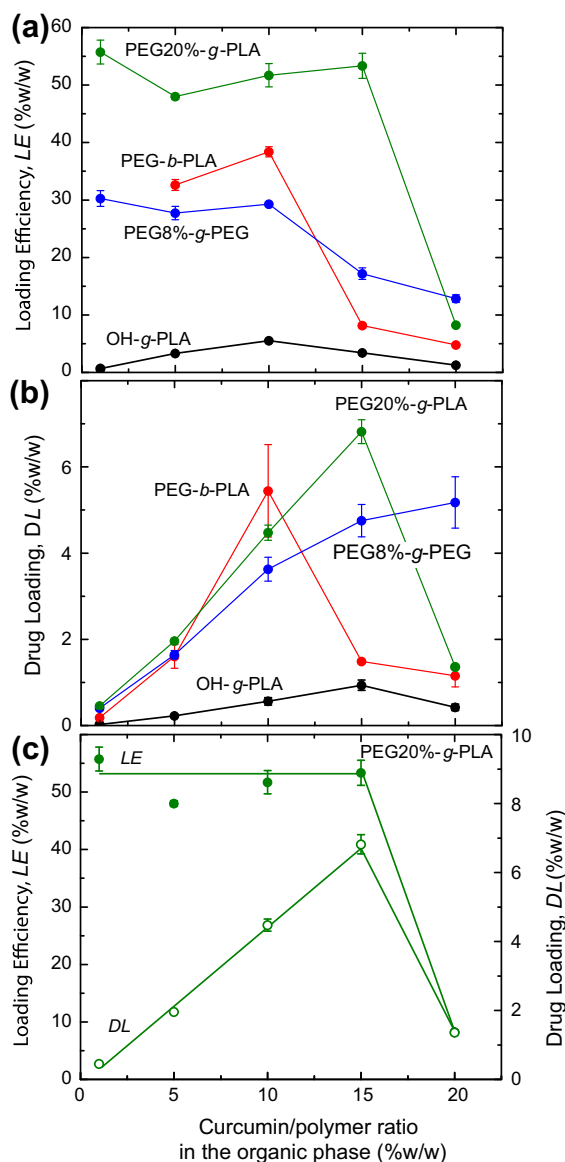 (a)
60
50
40
30
20
10
0
Loading Efficiency, LE (%w/w)
PEG20%-g-PLA
PEG-b-PLA
PEG8%-g-PEG
OH-g-PLA
(b)
6
4
2
0
Drug Loading, DL (%w/w)
PEG20%-g-PLA
PEG-b-PLA
PEG8%-g-PEG
OH-g-PLA
(c)
50
40
30
20
10
0
Loading Efficiency, LE (%w/w)
LE
PEG20%-g-PLA
DL
10
8
6
4
2
0
Drug Loading, DL (%w/w)
0 5 10 15 20
Curcumin/polymer ratio
in the organic phase (%w/w)